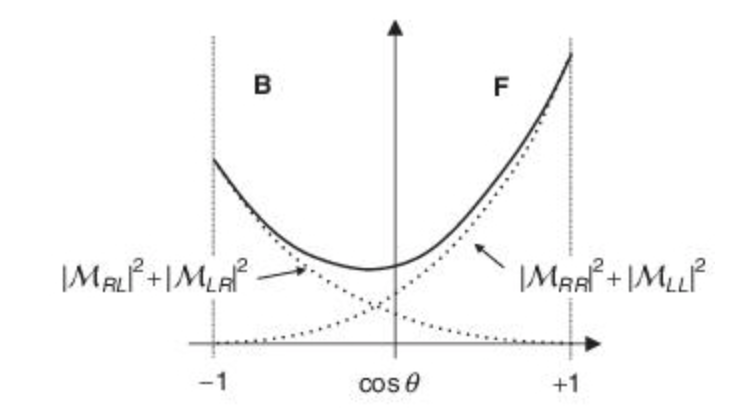 B
F
|ℳ_RL|²+|ℳ_LR|²
|ℳ_RR|²+|ℳ_LL|²
−1
cos θ
+1